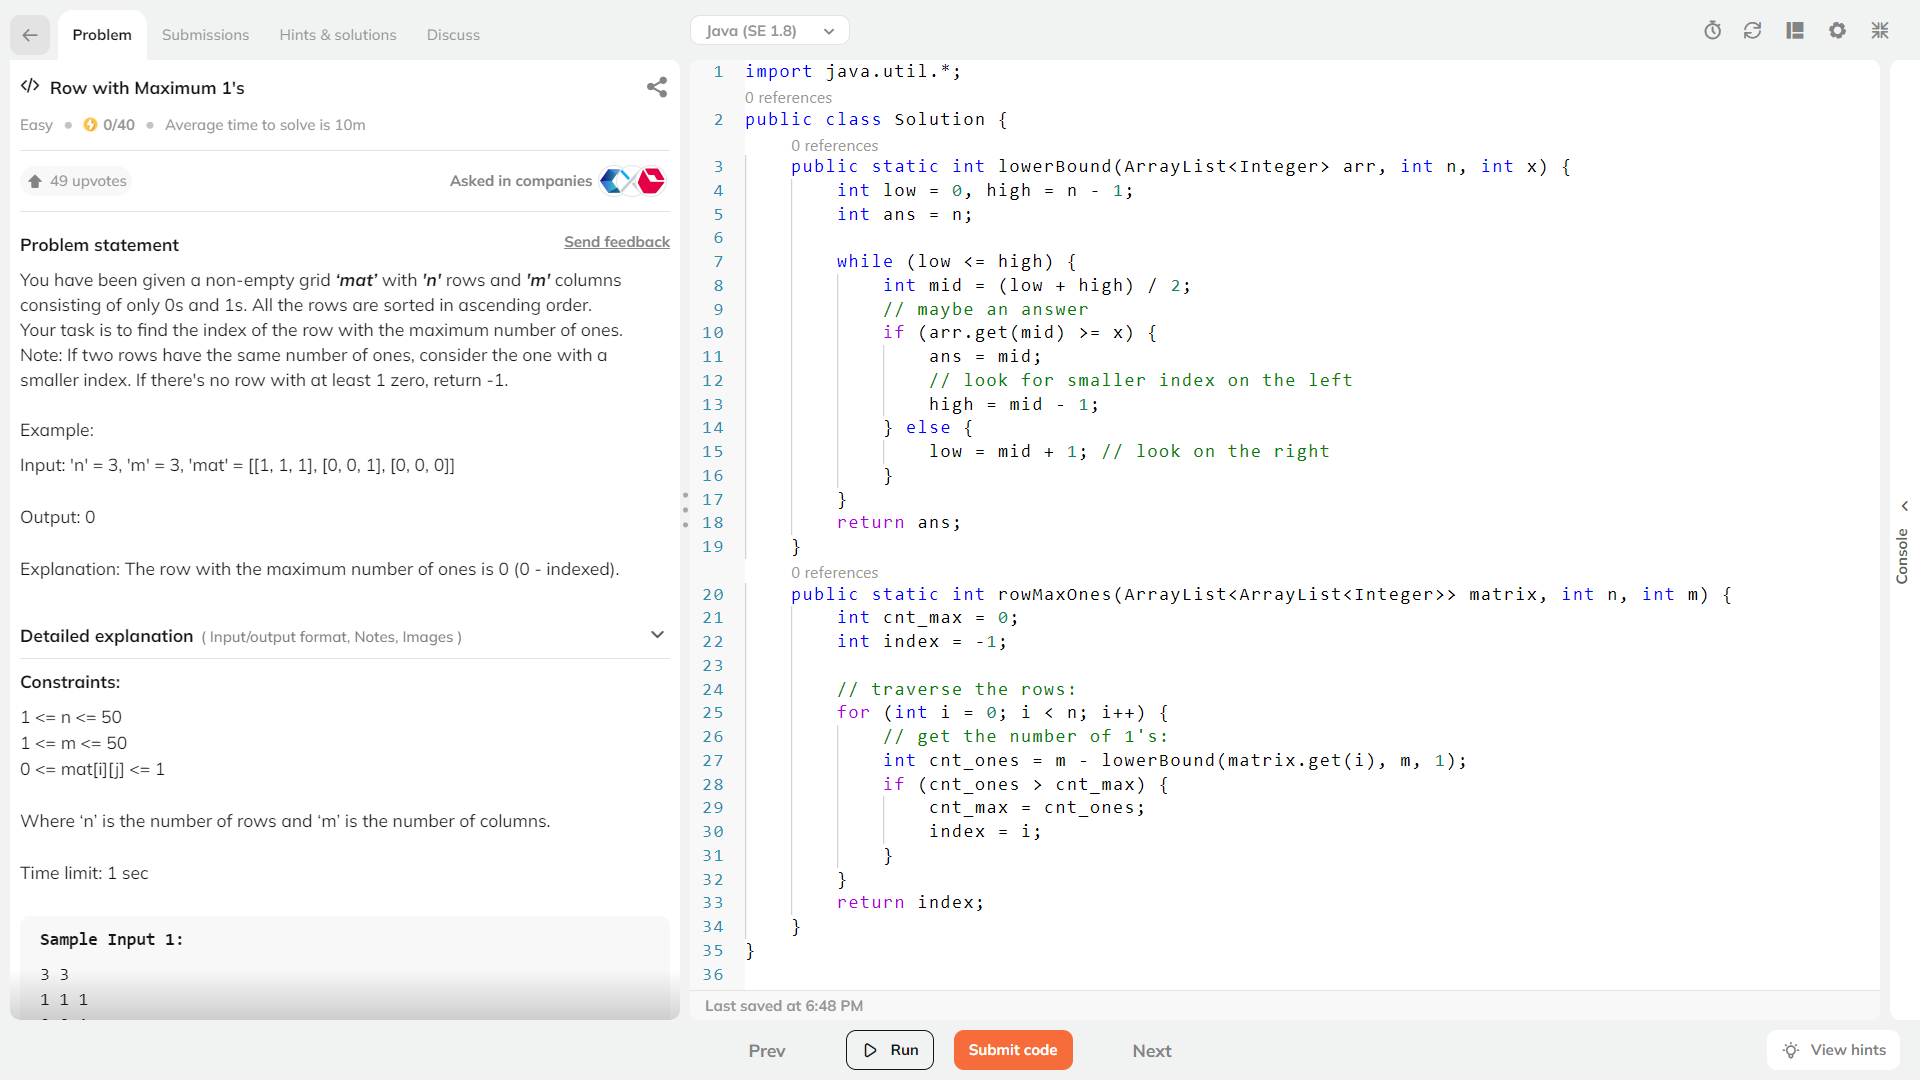 Problem
Submissions
Hints & solutions
Discuss
Java (SE 1.8)
Row with Maximum 1's
Easy • 0/40 • Average time to solve is 10m
49 upvotes
Asked in companies
Problem statement
Send feedback
You have been given a non-empty grid ‘mat’ with 'n' rows and 'm' columns
consisting of only 0s and 1s. All the rows are sorted in ascending order.
Your task is to find the index of the row with the maximum number of ones.
Note: If two rows have the same number of ones, consider the one with a
smaller index. If there's no row with at least 1 zero, return -1.
Example:
Input: 'n' = 3, 'm' = 3, 'mat' = [[1, 1, 1], [0, 0, 1], [0, 0, 0]]
Output: 0
Explanation: The row with the maximum number of ones is 0 (0 - indexed).
Detailed explanation ( Input/output format, Notes, Images )
Constraints:
1 <= n <= 50
1 <= m <= 50
0 <= mat[i][j] <= 1
Where ‘n’ is the number of rows and ‘m’ is the number of columns.
Time limit: 1 sec
Sample Input 1:
3 3
1 1 1
1 import java.util.*;
0 references
2 public class Solution {
0 references
3 public static int lowerBound(ArrayList<Integer> arr, int n, int x) {
4 int low = 0, high = n - 1;
5 int ans = n;
6
7 while (low <= high) {
8 int mid = (low + high) / 2;
9 // maybe an answer
10 if (arr.get(mid) >= x) {
11 ans = mid;
12 // look for smaller index on the left
13 high = mid - 1;
14 } else {
15 low = mid + 1; // look on the right
16 }
17 }
18 return ans;
19 }
0 references
20 public static int rowMaxOnes(ArrayList<ArrayList<Integer>> matrix, int n, int m) {
21 int cnt_max = 0;
22 int index = -1;
23
24 // traverse the rows:
25 for (int i = 0; i < n; i++) {
26 // get the number of 1's:
27 int cnt_ones = m - lowerBound(matrix.get(i), m, 1);
28 if (cnt_ones > cnt_max) {
29 cnt_max = cnt_ones;
30 index = i;
31 }
32 }
33 return index;
34 }
35 }
36
Last saved at 6:48 PM
Console
Prev
Run
Submit code
Next
View hints